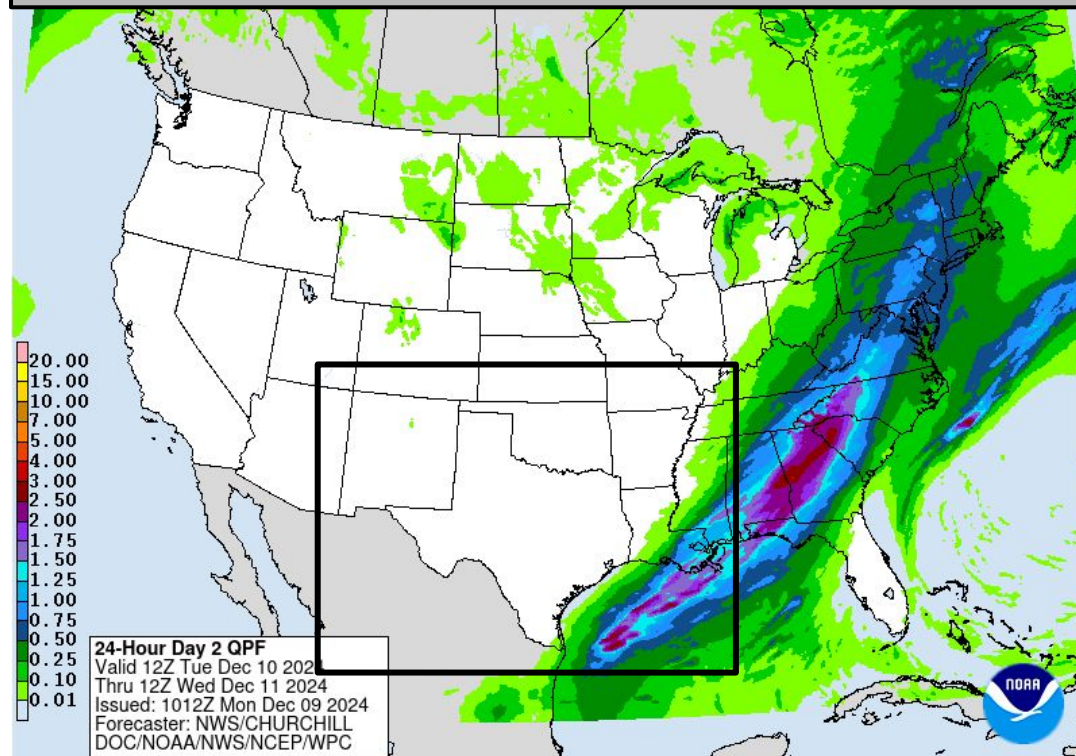 20.00
15.00
10.00
7.00
5.00
4.00
3.00
2.50
2.00
1.75
1.50
1.25
1.00
0.75
0.50
0.25
0.10
0.01
24-Hour Day 2 QPF
Valid 12Z Tue Dec 10 2024
Thru 12Z Wed Dec 11 2024
Issued: 1012Z Mon Dec 09 2024
Forecaster: NWS/CHURCHILL
DOC/NOAA/NWS/NCEP/WPC
NOAA